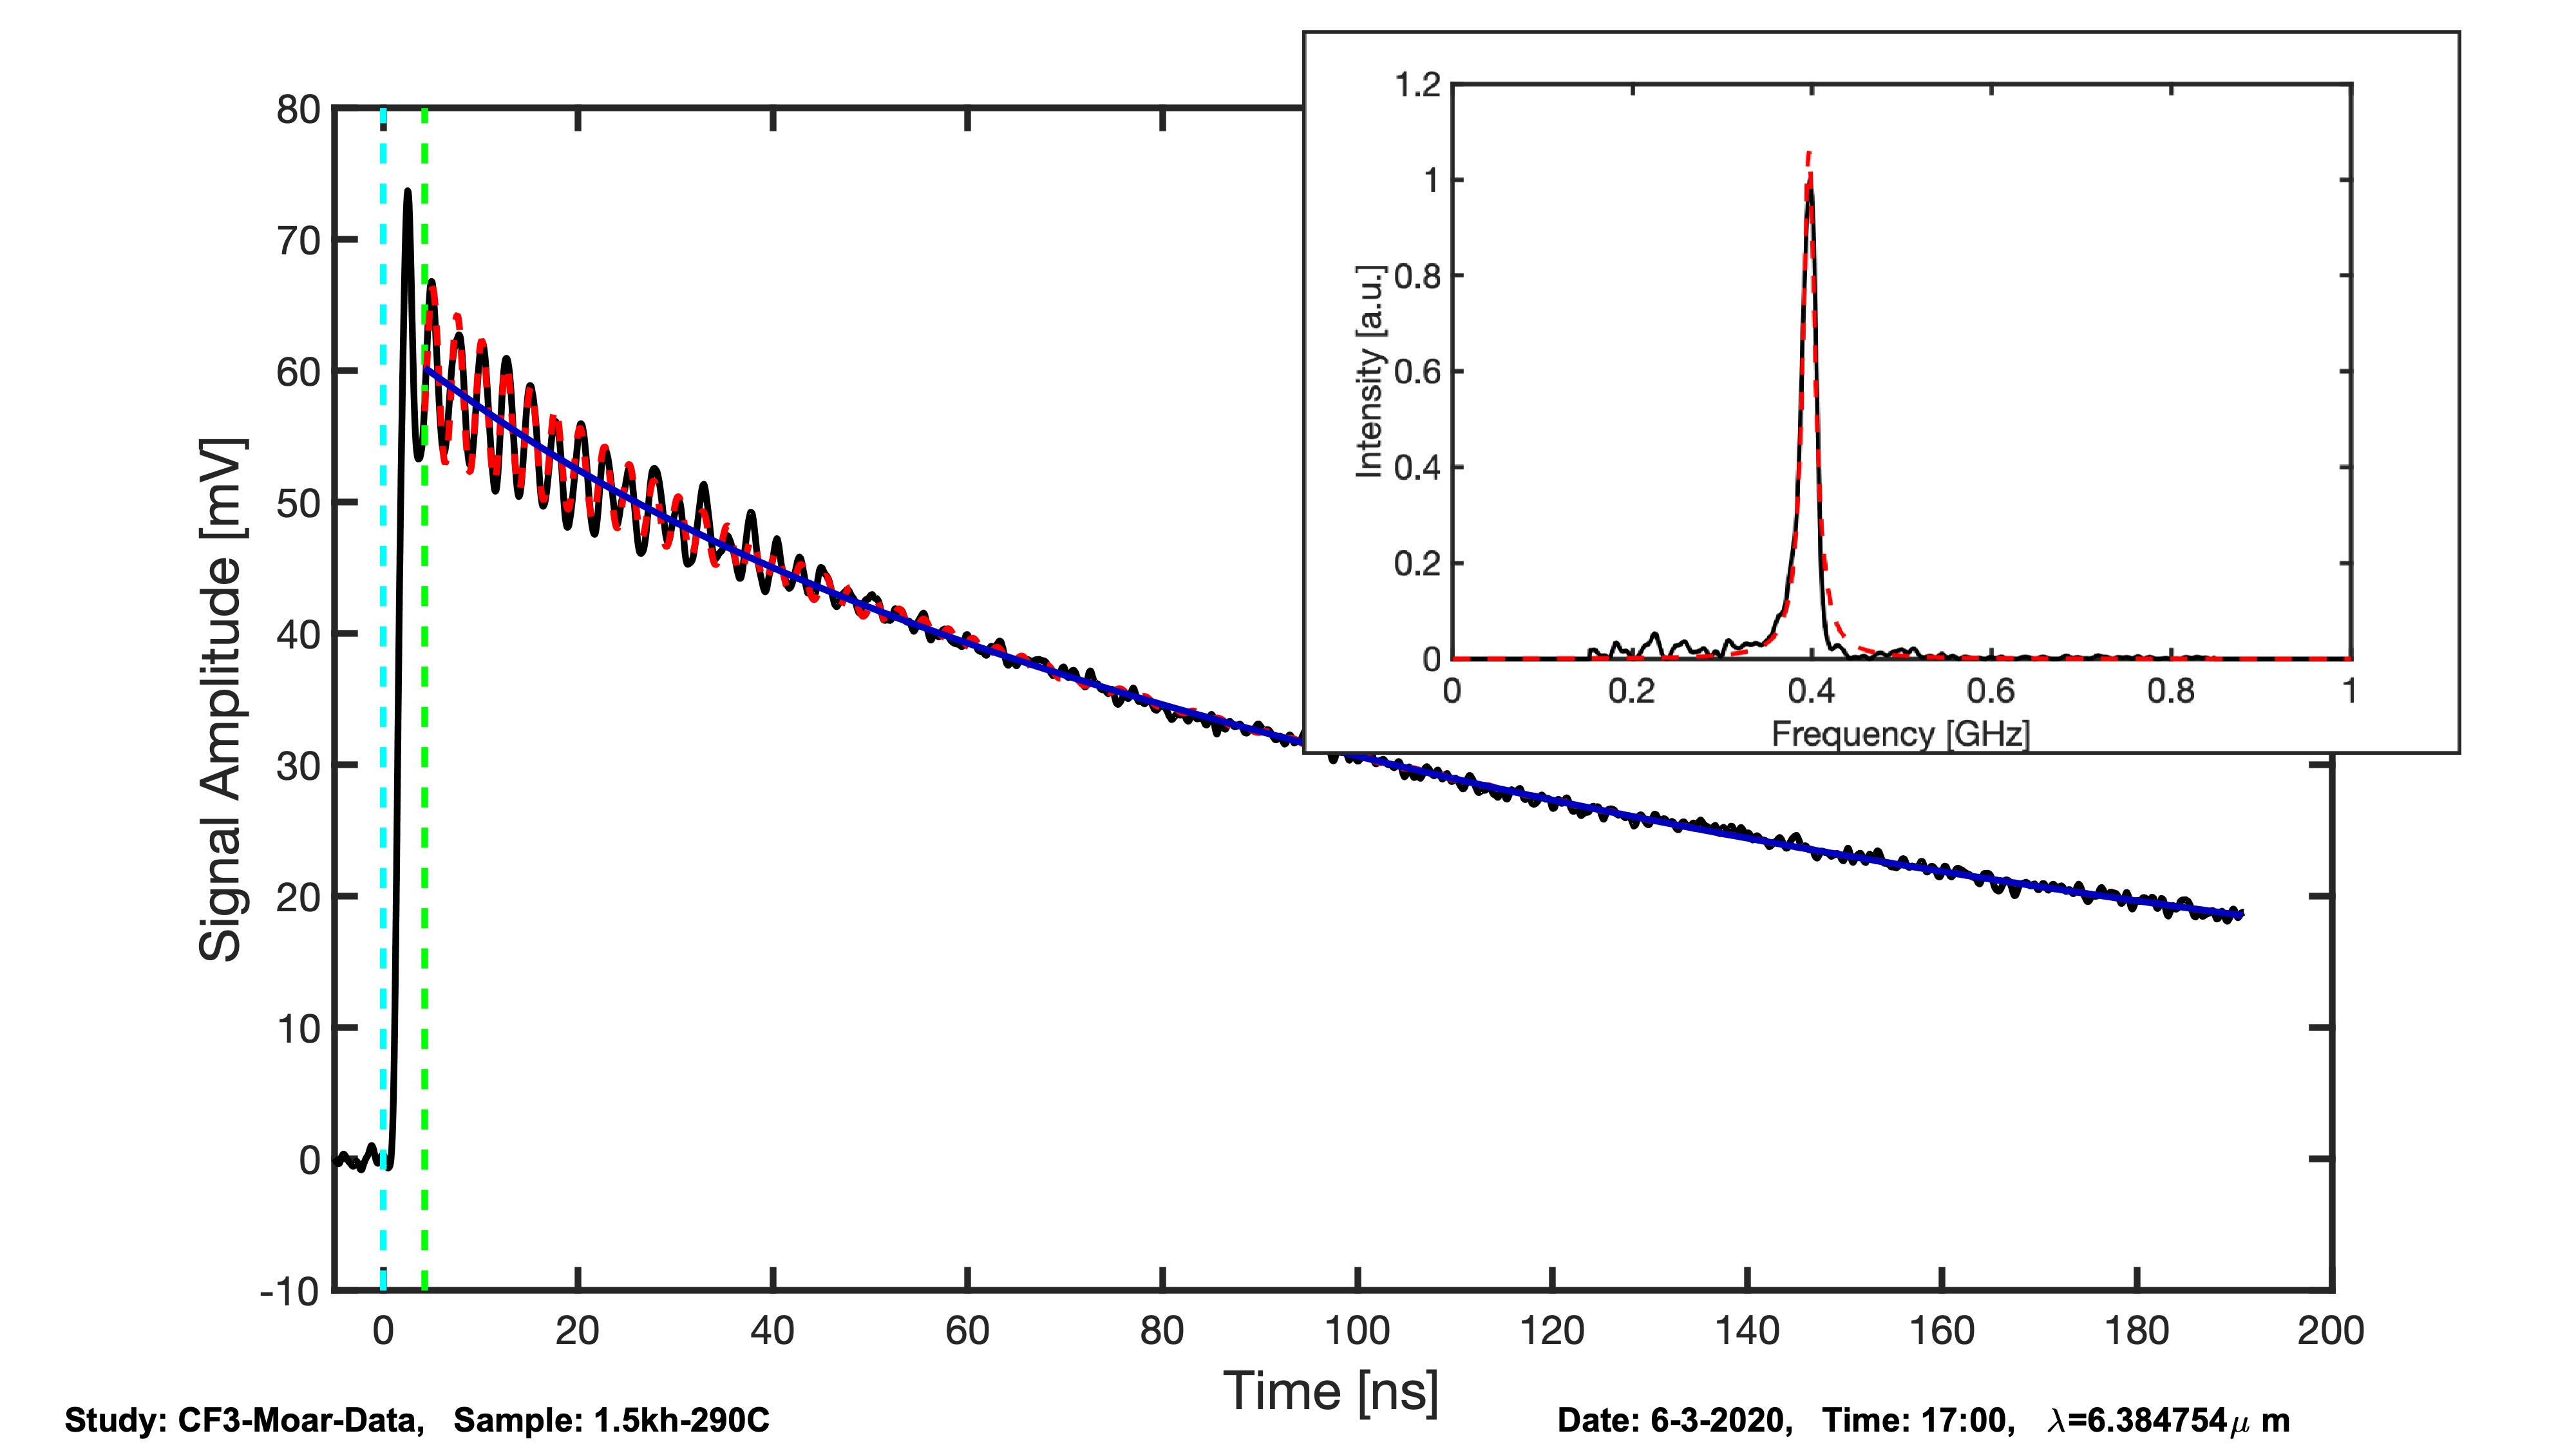 1.2
1
0.8
0.6
0.4
0.2
0
Intensity [a.u.]
0 0.2 0.4 0.6 0.8 1
Frequency [GHz]
80
70
60
50
40
30
20
10
0
-10
Signal Amplitude [mV]
0 20 40 60 80 100 120 140 160 180 200
Time [ns]
Study: CF3-Moar-Data, Sample: 1.5kh-290C
Date: 6-3-2020, Time: 17:00, λ=6.384754μ m